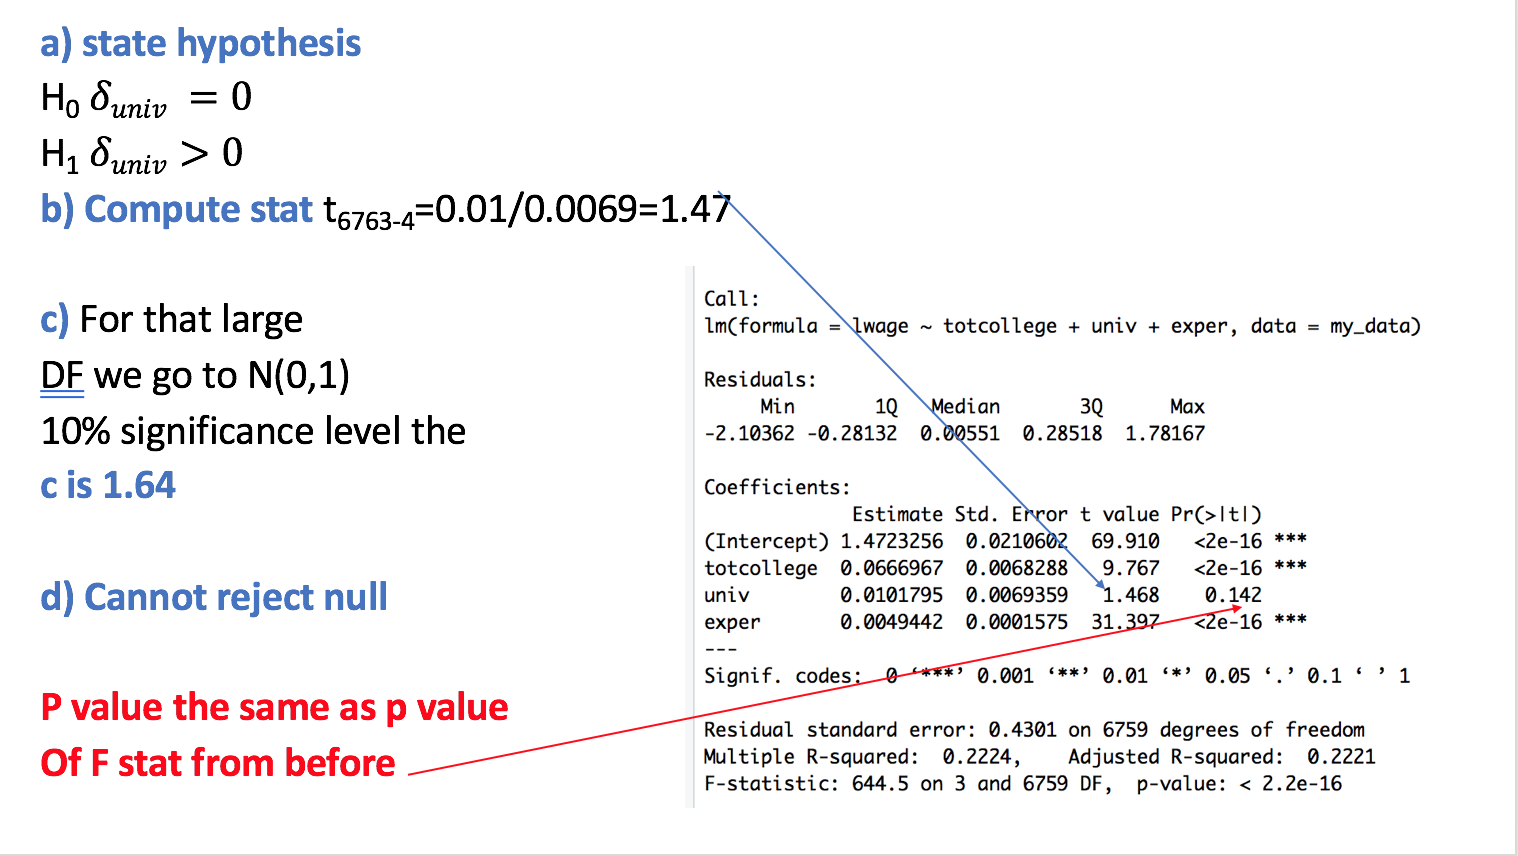 a) state hypothesis
H₀ δ_univ = 0
H₁ δ_univ > 0
b) Compute stat t₆₇₆₃₋₄=0.01/0.0069=1.47
c) For that large
DF we go to N(0,1)
10% significance level the
c is 1.64
d) Cannot reject null
P value the same as p value
Of F stat from before
Call:
lm(formula = lwage ~ totcollege + univ + exper, data = my_data)
Residuals:
Min 1Q Median 3Q Max
-2.10362 -0.28132 0.00551 0.28518 1.78167
Coefficients:
Estimate Std. Error t value Pr(>|t|)
(Intercept) 1.4723256 0.0210602 69.910 <2e-16 ***
totcollege 0.0666967 0.0068288 9.767 <2e-16 ***
univ 0.0101795 0.0069359 1.468 0.142
exper 0.0049442 0.0001575 31.397 <2e-16 ***
---
Signif. codes: 0 ‘***’ 0.001 ‘**’ 0.01 ‘*’ 0.05 ‘.’ 0.1 ‘ ’ 1
Residual standard error: 0.4301 on 6759 degrees of freedom
Multiple R-squared: 0.2224, Adjusted R-squared: 0.2221
F-statistic: 644.5 on 3 and 6759 DF, p-value: < 2.2e-16